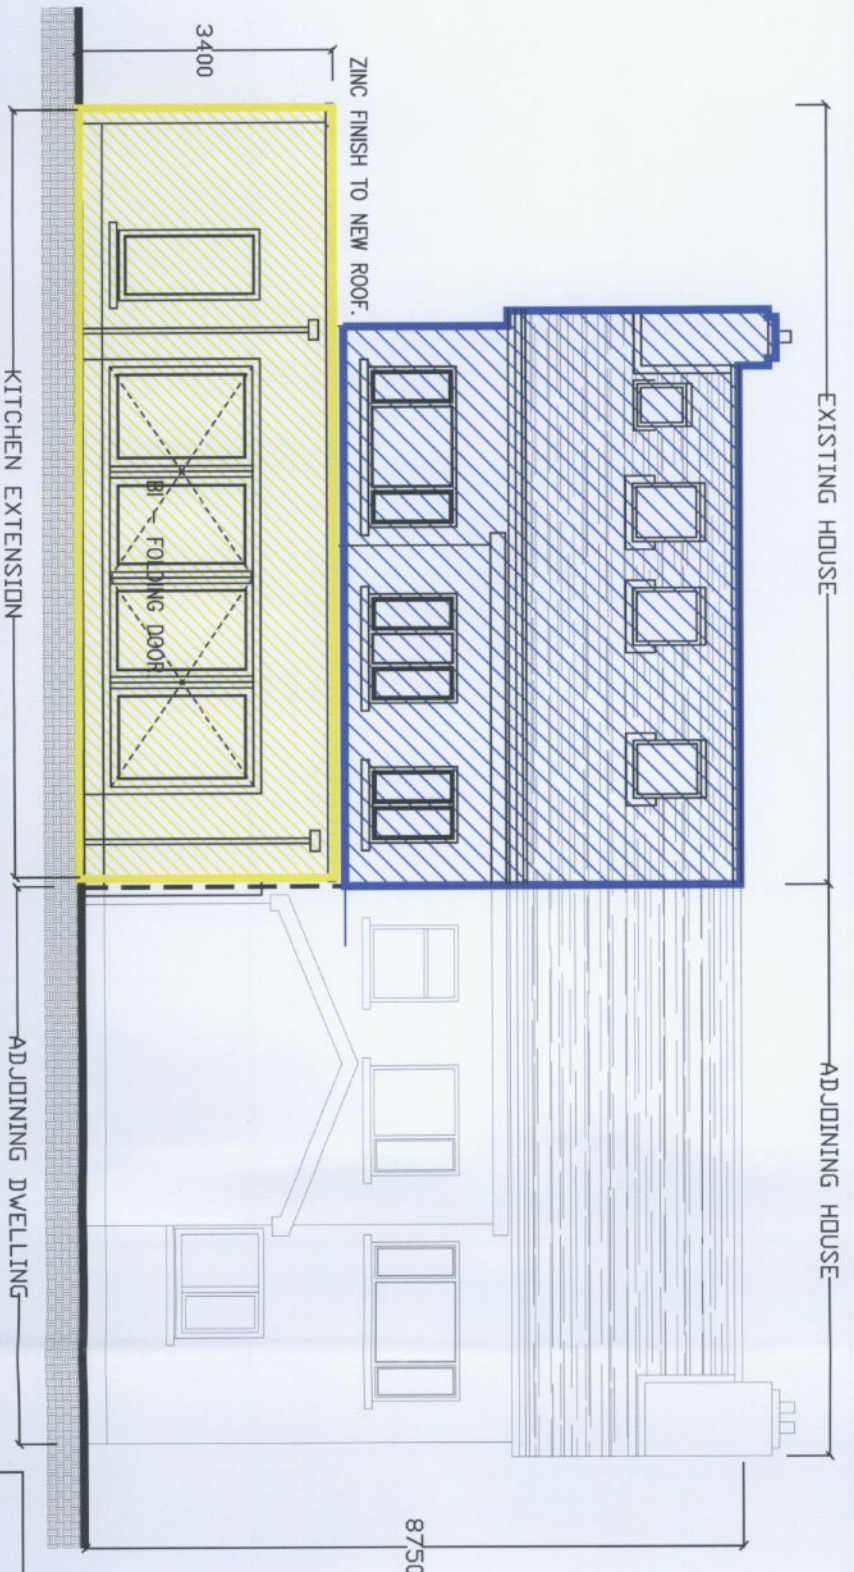 EXISTING HOUSE
ADJOINING HOUSE
ZINC FINISH TO NEW ROOF.
3400
8750
BI - FOLDING DOOR.
KITCHEN EXTENSION
ADJOINING DWELLING